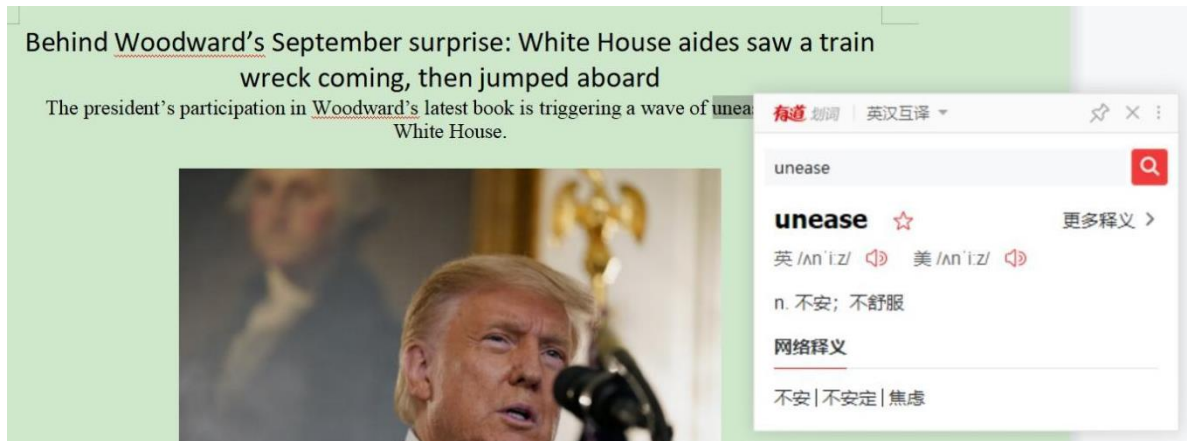 Behind Woodward’s September surprise: White House aides saw a train
wreck coming, then jumped aboard
The president’s participation in Woodward’s latest book is triggering a wave of
White House.
有道 划词 英汉互译
unease
unease 更多释义
英 /ʌnˈiːz/ 美 /ʌnˈiːz/
n. 不安；不舒服
网络释义
不安|不安定|焦虑